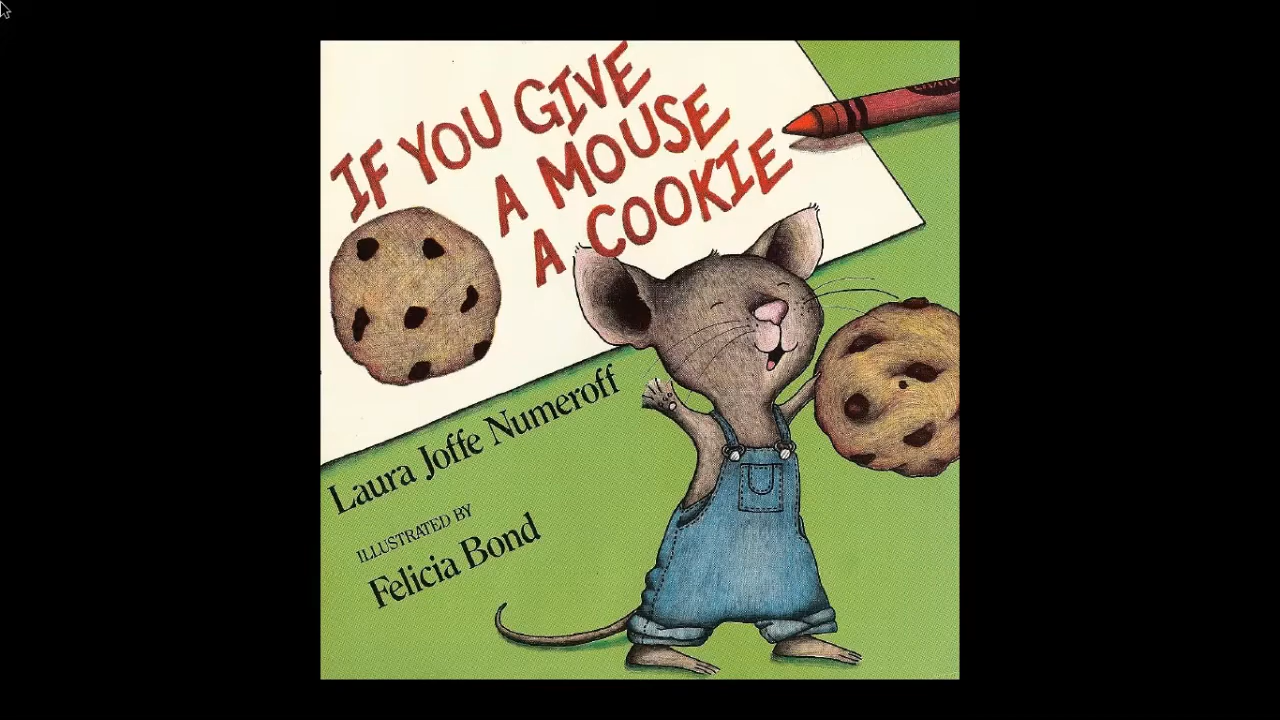 IF YOU GIVE
A MOUSE
A COOKIE
Laura Joffe Numeroff
ILLUSTRATED BY
Felicia Bond